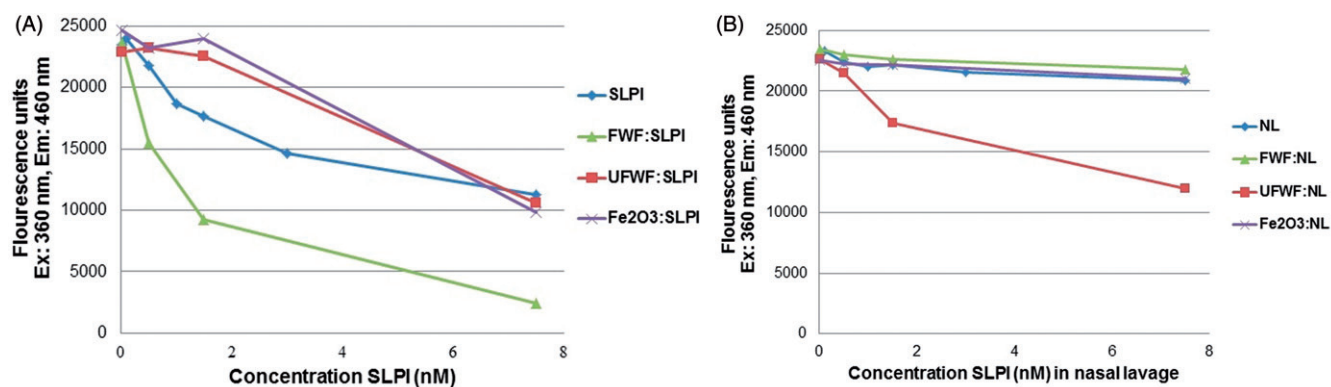 (A)
25000
20000
15000
10000
5000
0
Flourescence units
Ex: 360 nm, Em: 460 nm
0 2 4 6 8
Concentration SLPI (nM)
SLPI
FWF:SLPI
UFWF:SLPI
Fe2O3:SLPI
(B)
25000
20000
15000
10000
5000
0
Flourescence units
Ex: 360 nm, Em: 460 nm
0 2 4 6 8
Concentration SLPI (nM) in nasal lavage
NL
FWF:NL
UFWF:NL
Fe2O3:NL